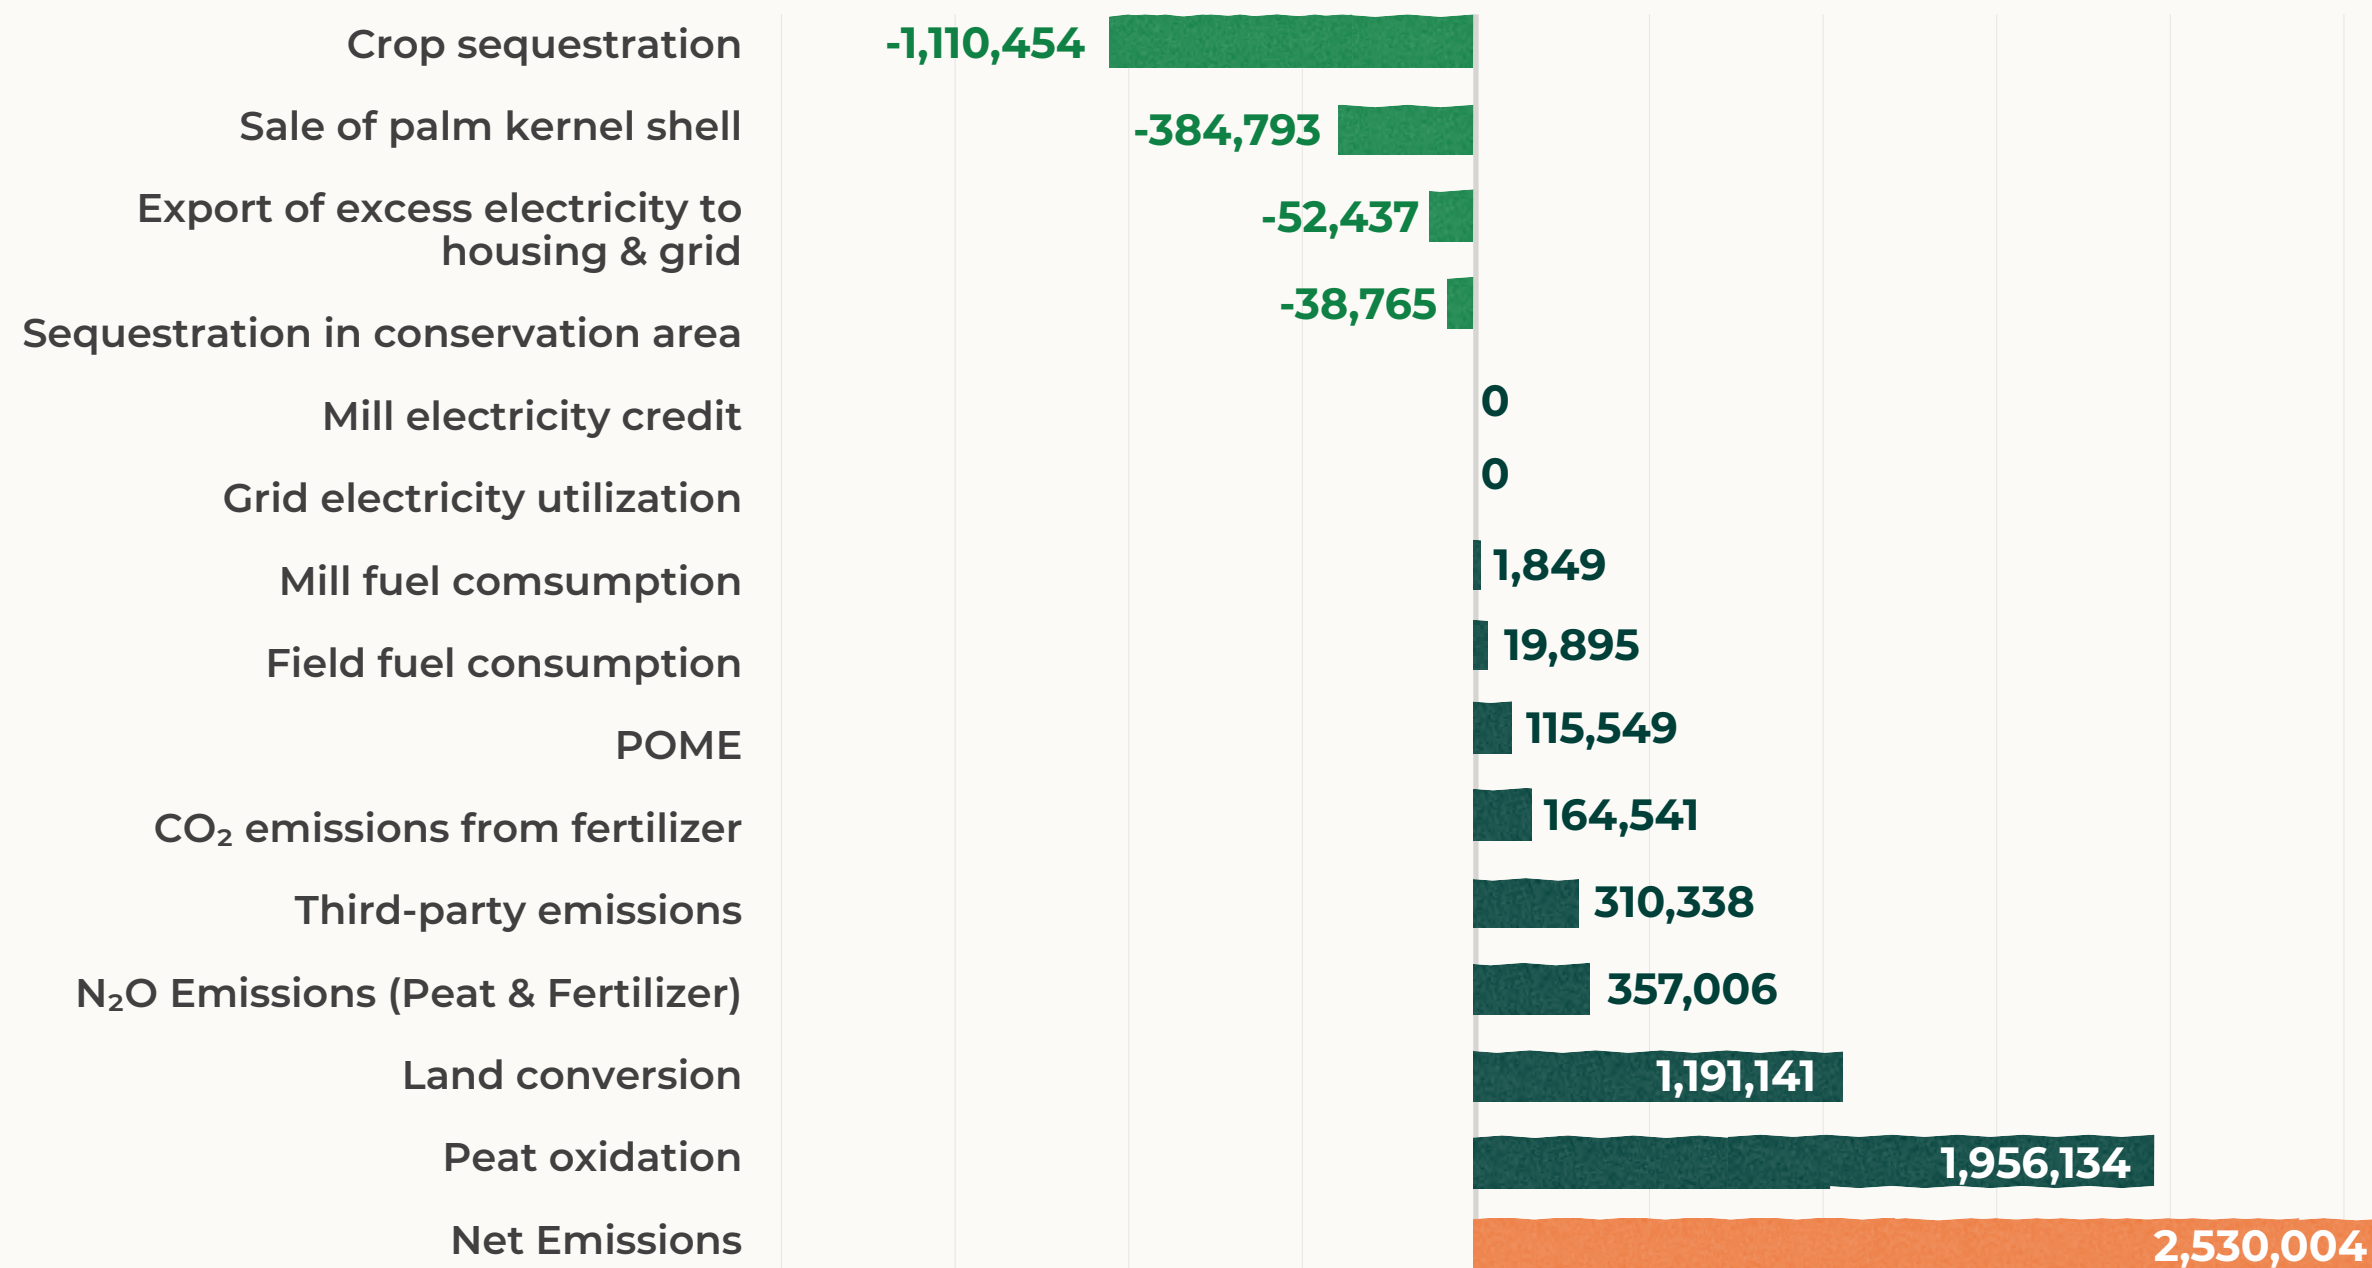 Crop sequestration -1,110,454
Sale of palm kernel shell -384,793
Export of excess electricity to
housing & grid -52,437
Sequestration in conservation area -38,765
Mill electricity credit 0
Grid electricity utilization 0
Mill fuel comsumption 1,849
Field fuel consumption 19,895
POME 115,549
CO₂ emissions from fertilizer 164,541
Third-party emissions 310,338
N₂O Emissions (Peat & Fertilizer) 357,006
Land conversion 1,191,141
Peat oxidation 1,956,134
Net Emissions 2,530,004